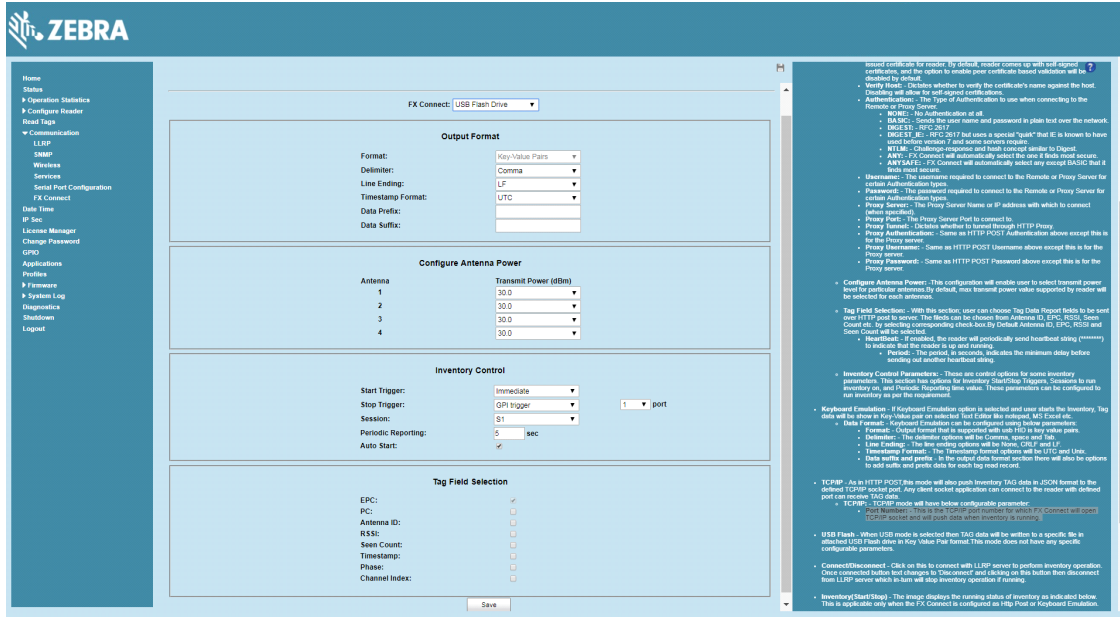 ZEBRA
Home
Status
Operation Statistics
Configure Reader
Read Tags
Communication
LLRP
SNMP
Wireless
Services
Serial Port Configuration
FX Connect
Date Time
IP Sec
License Manager
Change Password
GPIO
Applications
Profiles
Firmware
System Log
Diagnostics
Shutdown
Logout
FX Connect: USB Flash Drive
Output Format
Format: Key-Value Pairs
Delimiter: Comma
Line Ending: LF
Timestamp Format: UTC
Data Prefix:
Data Suffix:
Configure Antenna Power
Antenna Transmit Power (dBm)
1 30.0
2 30.0
3 30.0
4 30.0
Inventory Control
Start Trigger: Immediate
Stop Trigger: GPI trigger 1 port
Session: S1
Periodic Reporting: 5 sec
Auto Start:
Tag Field Selection
EPC:
PC:
Antenna ID:
RSSI:
Seen Count:
Timestamp:
Phase:
Channel Index:
Save
issued certificate for reader. By default, reader comes up with self-signed
certificates, and the option to enable peer certificate based validation will be
disabled by default.
?
Verify Host: - Dictates whether to verify the certificate's name against the host.
Disabling will allow for self-signed certifications.
Authentication: - The Type of Authentication to use when connecting to the
Remote or Proxy Server.
NONE: - No Authentication at all.
BASIC: - Sends the user name and password in plain text over the network.
DIGEST: - RFC 2617
DIGEST_IE: - RFC 2617 but uses a special "quirk" that IE is known to have
used before version 7 and some servers require.
NTLM: - Challenge-response and hash concept similar to Digest.
ANY: - FX Connect will automatically select the one it finds most secure.
ANYSAFE: - FX Connect will automatically select any except BASIC that it
finds most secure.
Username: - The username required to connect to the Remote or Proxy Server for
certain Authentication types.
Password: - The password required to connect to the Remote or Proxy Server for
certain Authentication types.
Proxy Server: - The Proxy Server Name or IP address with which to connect
(when specified).
Proxy Port: - The Proxy Server Port to connect to.
Proxy Tunnel: - Dictates whether to tunnel through HTTP Proxy.
Proxy Authentication: - Same as HTTP POST Authentication above except this is
for the Proxy server.
Proxy Username: - Same as HTTP POST Username above except this is for the
Proxy server.
Proxy Password: - Same as HTTP POST Password above except this is for the
Proxy server.
Configure Antenna Power: -This configuration will enable user to select transmit power
level for particular antennas.By default, max transmit power value supported by reader will
be selected for each antennas.
Tag Field Selection: - With this section, user can choose Tag Data Report fields to be sent
over HTTP post to server. The fileds can be chosen from Antenna ID, EPC, RSSI, Seen
Count etc. by selecting corresponding check-box.By Default Antenna ID, EPC, RSSI and
Seen Count will be selected.
HeartBeat: - If enabled, the reader will periodically send heartbeat string (********)
to indicate that the reader is up and running.
Period: - The period, in seconds, indicates the minimum delay before
sending out another heartbeat string.
Inventory Control Parameters: - These are control options for some inventory
parameters. This section has options for Inventory Start/Stop Triggers, Sessions to run
inventory on, and Periodic Reporting time value. These parameters can be configured to
run inventory as per the requirement.
Keyboard Emulation - If Keyboard Emulation option is selected and user starts the Inventory, Tag
data will be show in Key-Value pair on selected Text Editor like notepad, MS Excel etc.
Data Format: - Keyboard Emulation can be configured using below parameters:
Format: - Output format that is supported with usb HID is key value pairs.
Delimiter: - The delimiter options will be Comma, space and Tab.
Line Ending: - The line ending options will be None, CRLF and LF.
Timestamp Format: - The Timestamp format options will be UTC and Unix.
Data suffix and prefix - In the output data format section there will also be options
to add suffix and prefix data for each tag read record.
TCP/IP - As in HTTP POST,this mode will also push Inventory TAG data in JSON format to the
defined TCP/IP socket port. Any client socket application can connect to the reader with defined
port can receive TAG data.
TCP/IP: - TCP/IP mode will have below configurable parameter:
Port Number: - This is the TCP/IP port number for which FX Connect will open
TCP/IP socket and will push data when inventory is running.
USB Flash - When USB mode is selected then TAG data will be written to a specific file in
attached USB Flash drive in Key Value Pair format.This mode does not have any specific
configurable parameters.
Connect/Disconnect - Click on this to connect with LLRP server to perform inventory operation.
Once connected button text changes to 'Disconnect' and clicking on this button then disconnect
from LLRP server which in-turn will stop inventory operation if running.
Inventory(Start/Stop) - The image displays the running status of inventory as indicated below.
This is applicable only when the FX Connect is configured as Http Post or Keyboard Emulation.